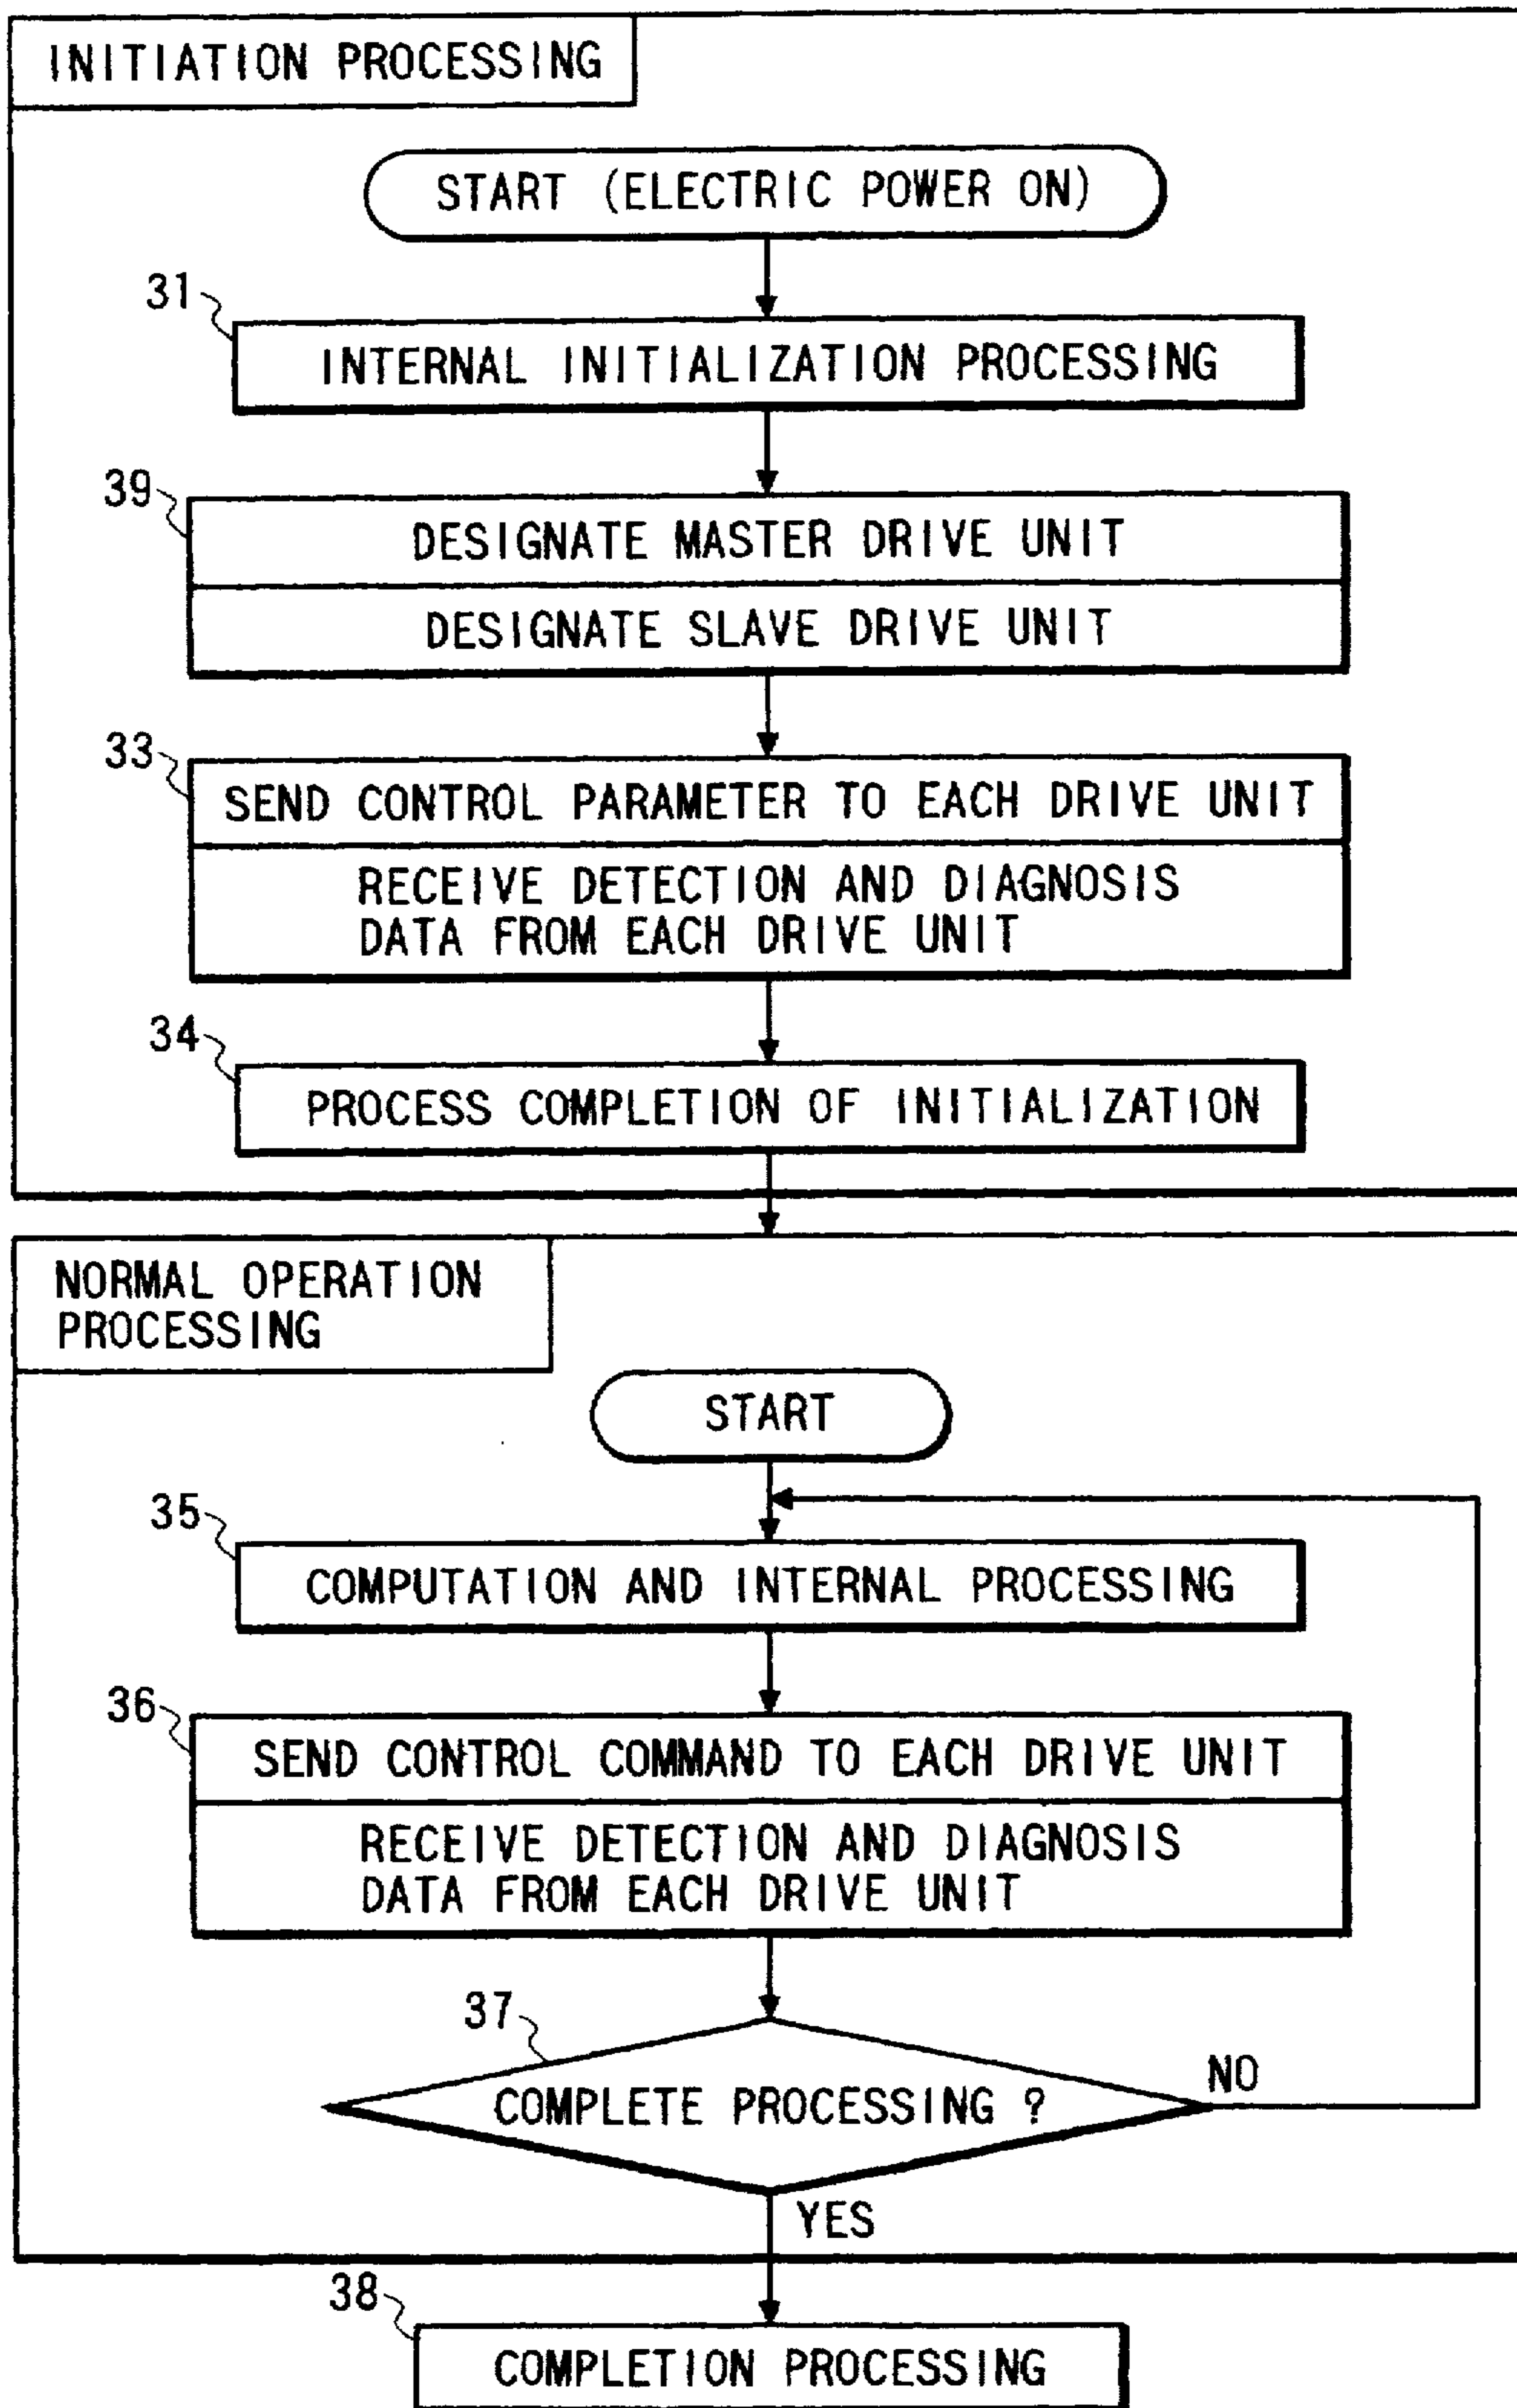 INITIATION PROCESSING
START (ELECTRIC POWER ON)
31
INTERNAL INITIALIZATION PROCESSING
39
DESIGNATE MASTER DRIVE UNIT
DESIGNATE SLAVE DRIVE UNIT
33
SEND CONTROL PARAMETER TO EACH DRIVE UNIT
RECEIVE DETECTION AND DIAGNOSIS
DATA FROM EACH DRIVE UNIT
34
PROCESS COMPLETION OF INITIALIZATION
NORMAL OPERATION
PROCESSING
START
35
COMPUTATION AND INTERNAL PROCESSING
36
SEND CONTROL COMMAND TO EACH DRIVE UNIT
RECEIVE DETECTION AND DIAGNOSIS
DATA FROM EACH DRIVE UNIT
37
COMPLETE PROCESSING ?
NO
YES
38
COMPLETION PROCESSING